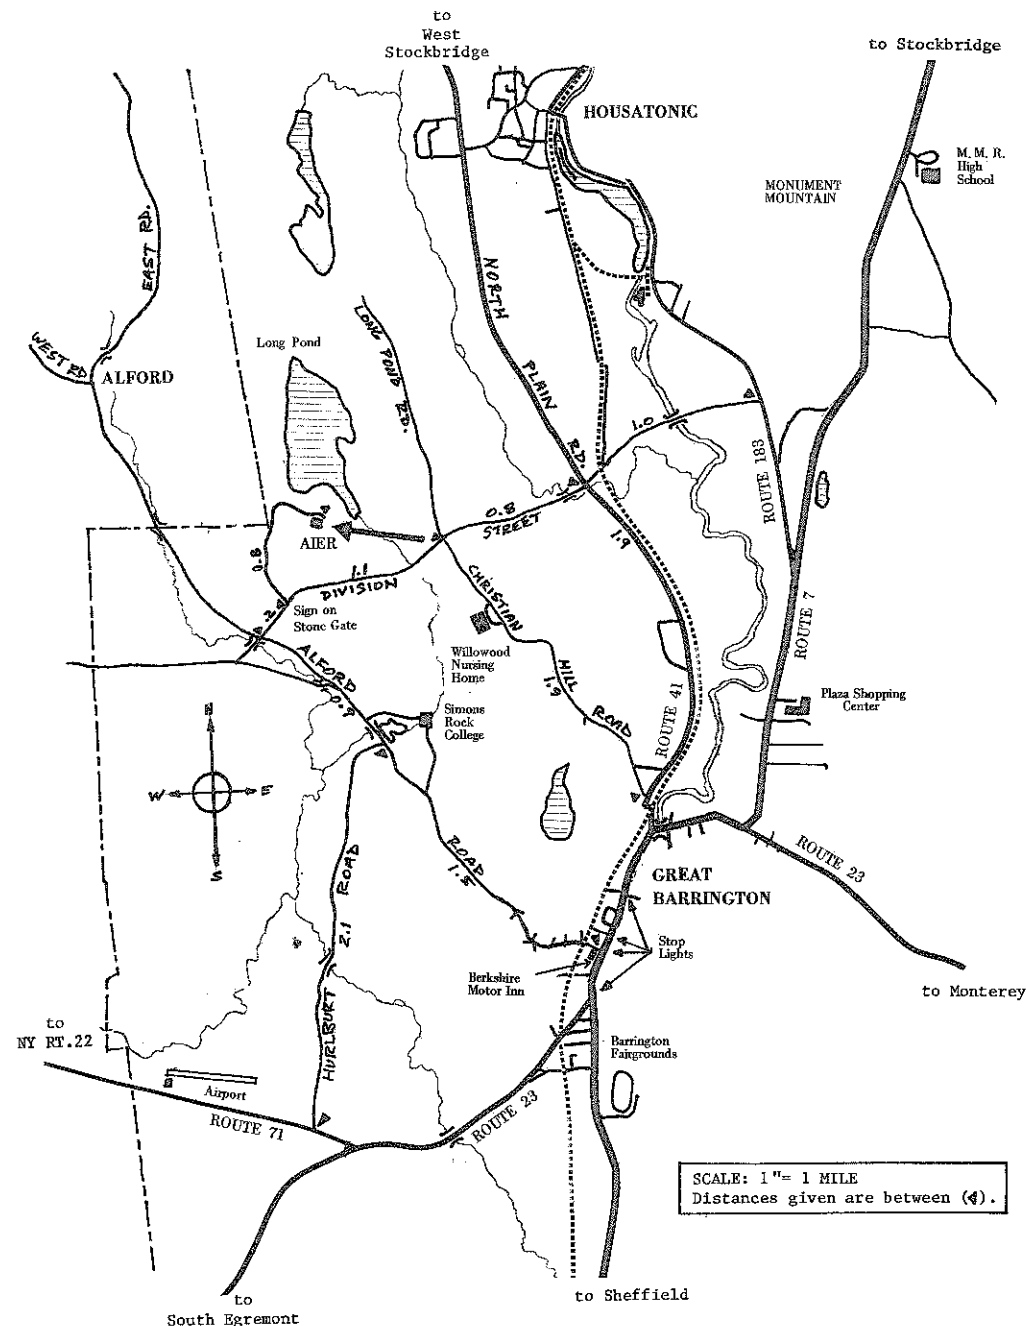 to
West
Stockbridge
to Stockbridge
HOUSATONIC
M. M. R.
High
School
MONUMENT
MOUNTAIN
EAST RD.
NORTH
PLAIN
RD.
LONG POND RD.
WEST RD.
ALFORD
Long Pond
1.0
ROUTE 183
0.8
STREET
1.9
AIER
0.8
1.1
DIVISION
CHRISTIAN
HILL
1.9
ROAD
.2
Sign on
Stone Gate
ALFORD
0.9
Willowood
Nursing
Home
Simons
Rock
College
ROUTE 7
ROUTE 41
Plaza Shopping
Center
N
W
E
S
ROAD
1.5
ROUTE 23
GREAT
BARRINGTON
Stop
Lights
Berkshire
Motor Inn
to Monterey
HURLBURT
2.1
ROAD
to
NY RT.22
Barrington
Fairgrounds
Airport
ROUTE 71
ROUTE 23
SCALE: 1"= 1 MILE
Distances given are between ( ).
to Sheffield
to
South Egremont